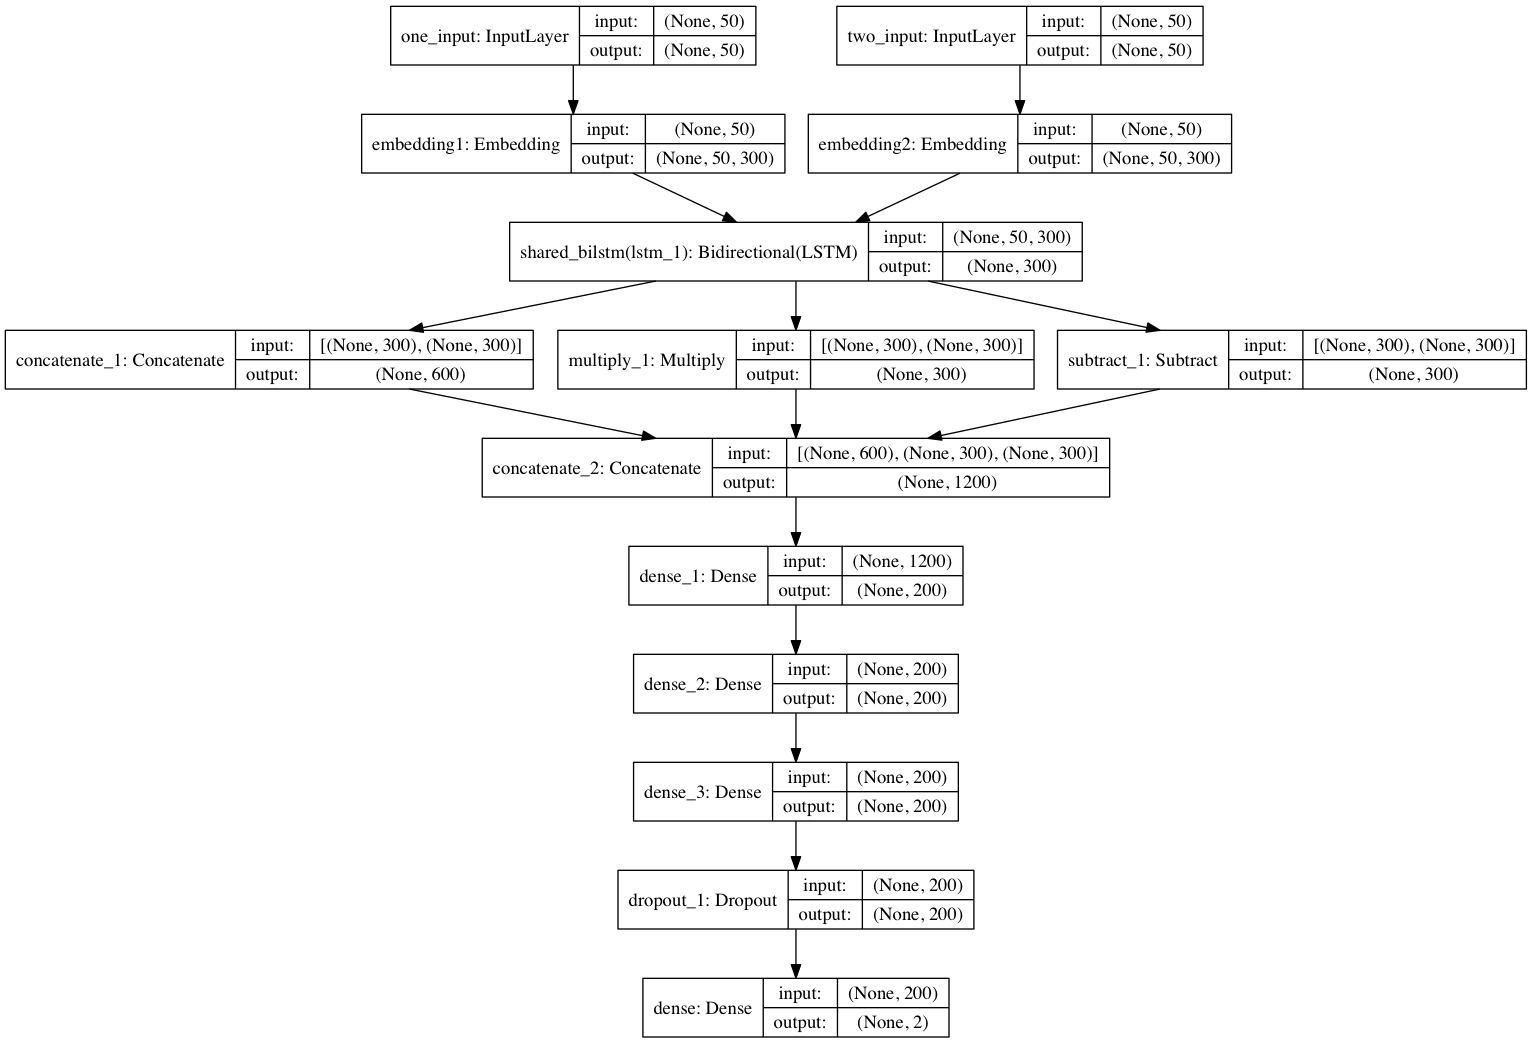 one_input: InputLayer
input: (None, 50)
output: (None, 50)
two_input: InputLayer
input: (None, 50)
output: (None, 50)
embedding1: Embedding
input: (None, 50)
output: (None, 50, 300)
embedding2: Embedding
input: (None, 50)
output: (None, 50, 300)
shared_bilstm(lstm_1): Bidirectional(LSTM)
input: (None, 50, 300)
output: (None, 300)
concatenate_1: Concatenate
input: [(None, 300), (None, 300)]
output: (None, 600)
multiply_1: Multiply
input: [(None, 300), (None, 300)]
output: (None, 300)
subtract_1: Subtract
input: [(None, 300), (None, 300)]
output: (None, 300)
concatenate_2: Concatenate
input: [(None, 600), (None, 300), (None, 300)]
output: (None, 1200)
dense_1: Dense
input: (None, 1200)
output: (None, 200)
dense_2: Dense
input: (None, 200)
output: (None, 200)
dense_3: Dense
input: (None, 200)
output: (None, 200)
dropout_1: Dropout
input: (None, 200)
output: (None, 200)
dense: Dense
input: (None, 200)
output: (None, 2)